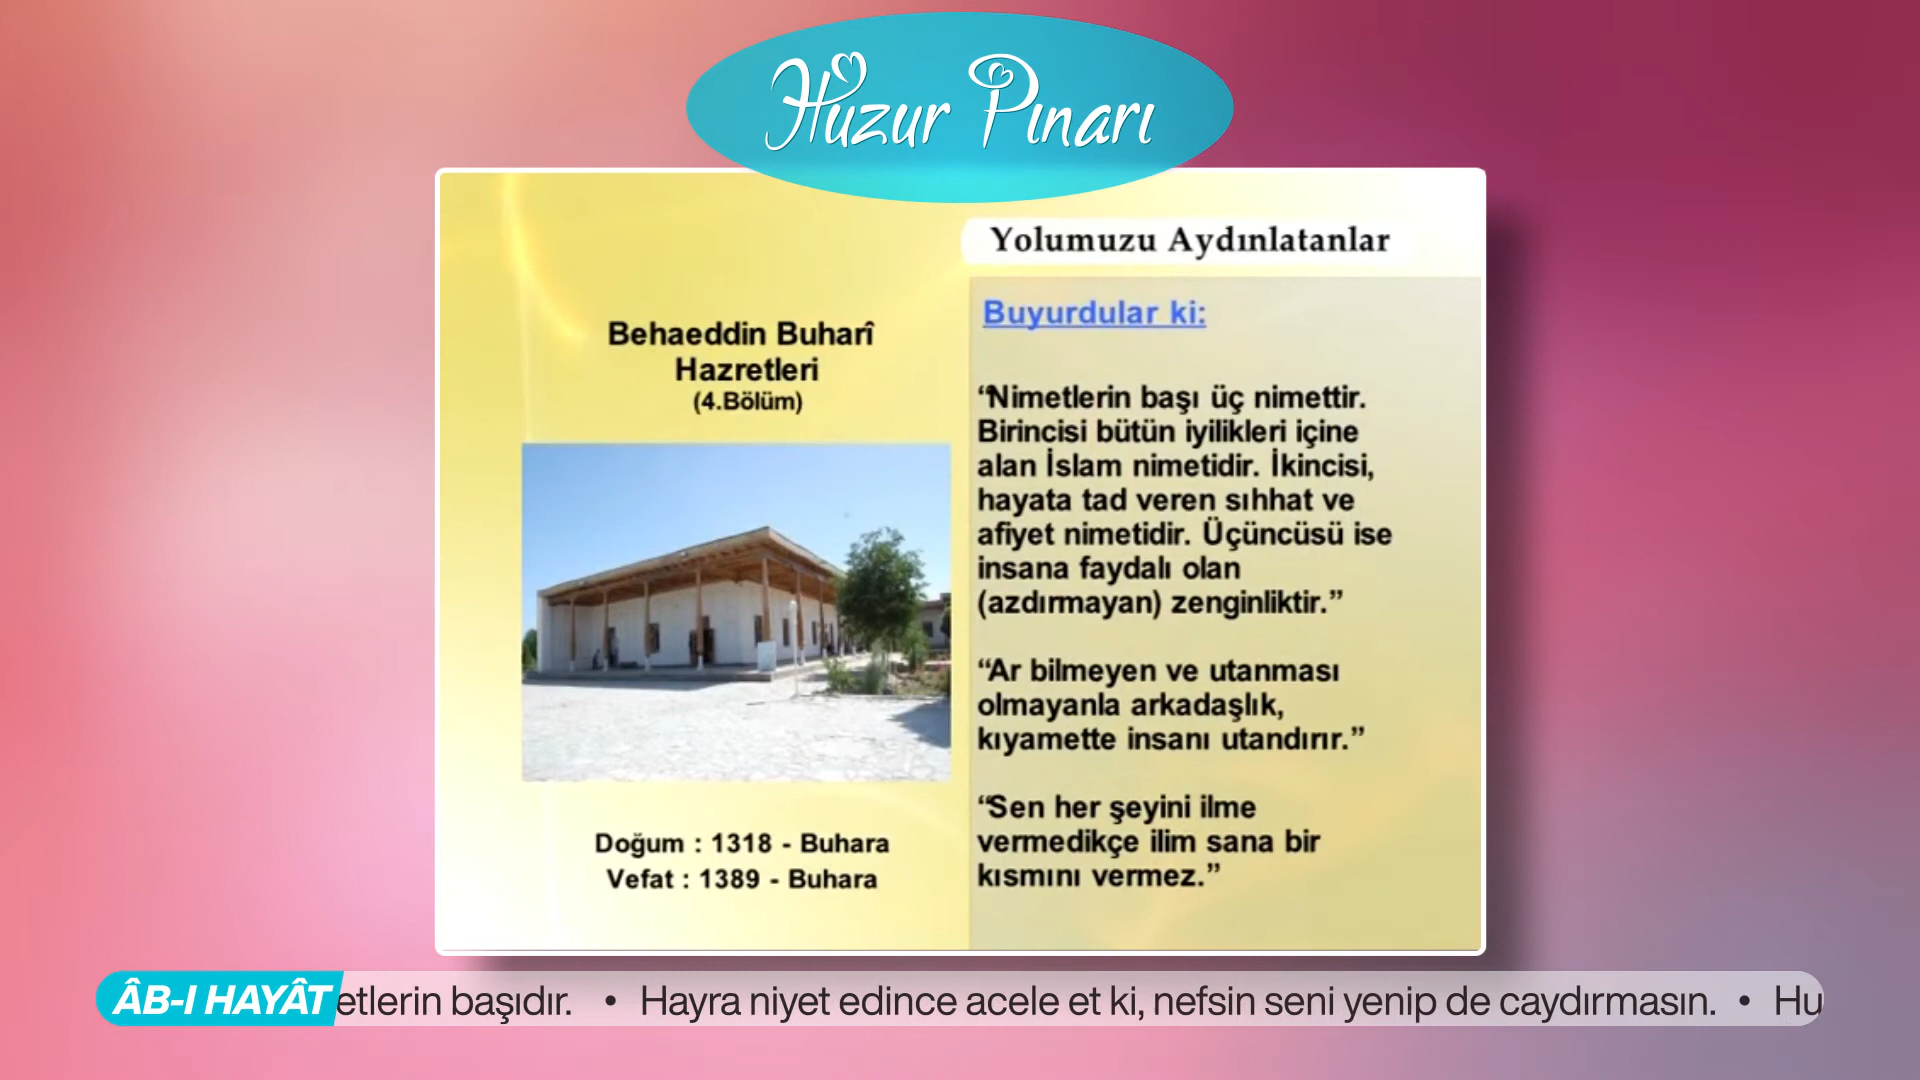 Huzur Pınarı
Yolumuzu Aydınlatanlar
Behaeddin Buharî
Hazretleri
(4.Bölüm)
Doğum : 1318 - Buhara
Vefat : 1389 - Buhara
Buyurdular ki:
“Nimetlerin başı üç nimettir.
Birincisi bütün iyilikleri içine
alan İslam nimetidir. İkincisi,
hayata tad veren sıhhat ve
afiyet nimetidir. Üçüncüsü ise
insana faydalı olan
(azdırmayan) zenginliktir.”
“Ar bilmeyen ve utanması
olmayanla arkadaşlık,
kıyamette insanı utandırır.”
“Sen her şeyini ilme
vermedikçe ilim sana bir
kısmını vermez.”
ÂB-I HAYÂT etlerin başıdır. • Hayra niyet edince acele et ki, nefsin seni yenip de caydırmasın. • Hu